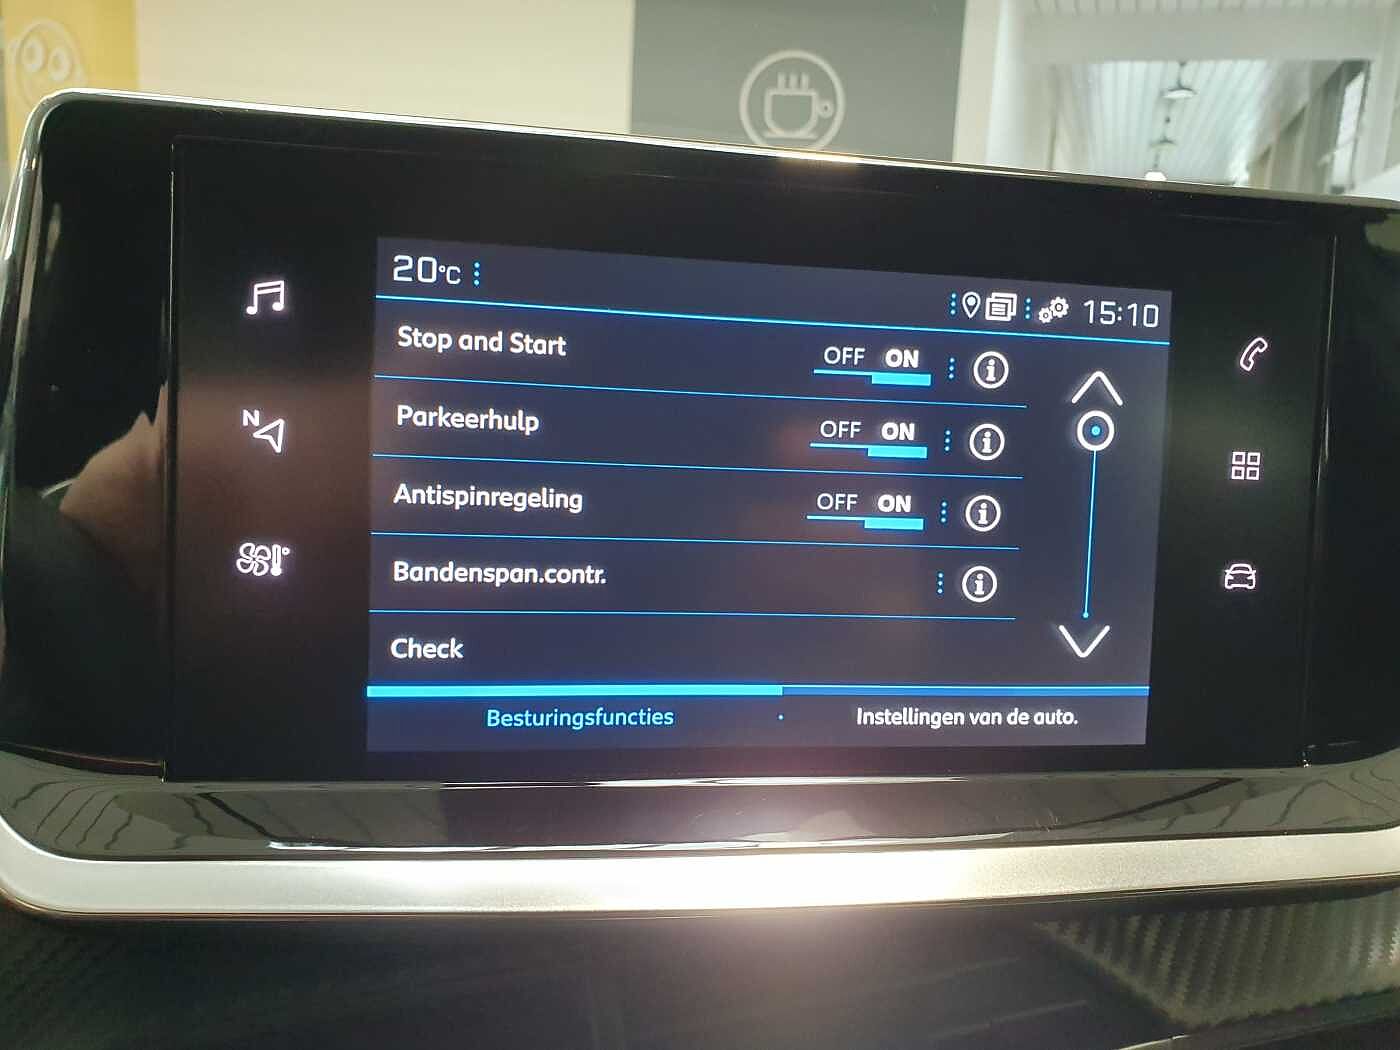 20°C
15:10
Stop and Start OFF ON
Parkeerhulp OFF ON
Antispinregeling OFF ON
Bandenspan.contr.
Check
Besturingsfuncties
Instellingen van de auto.
N